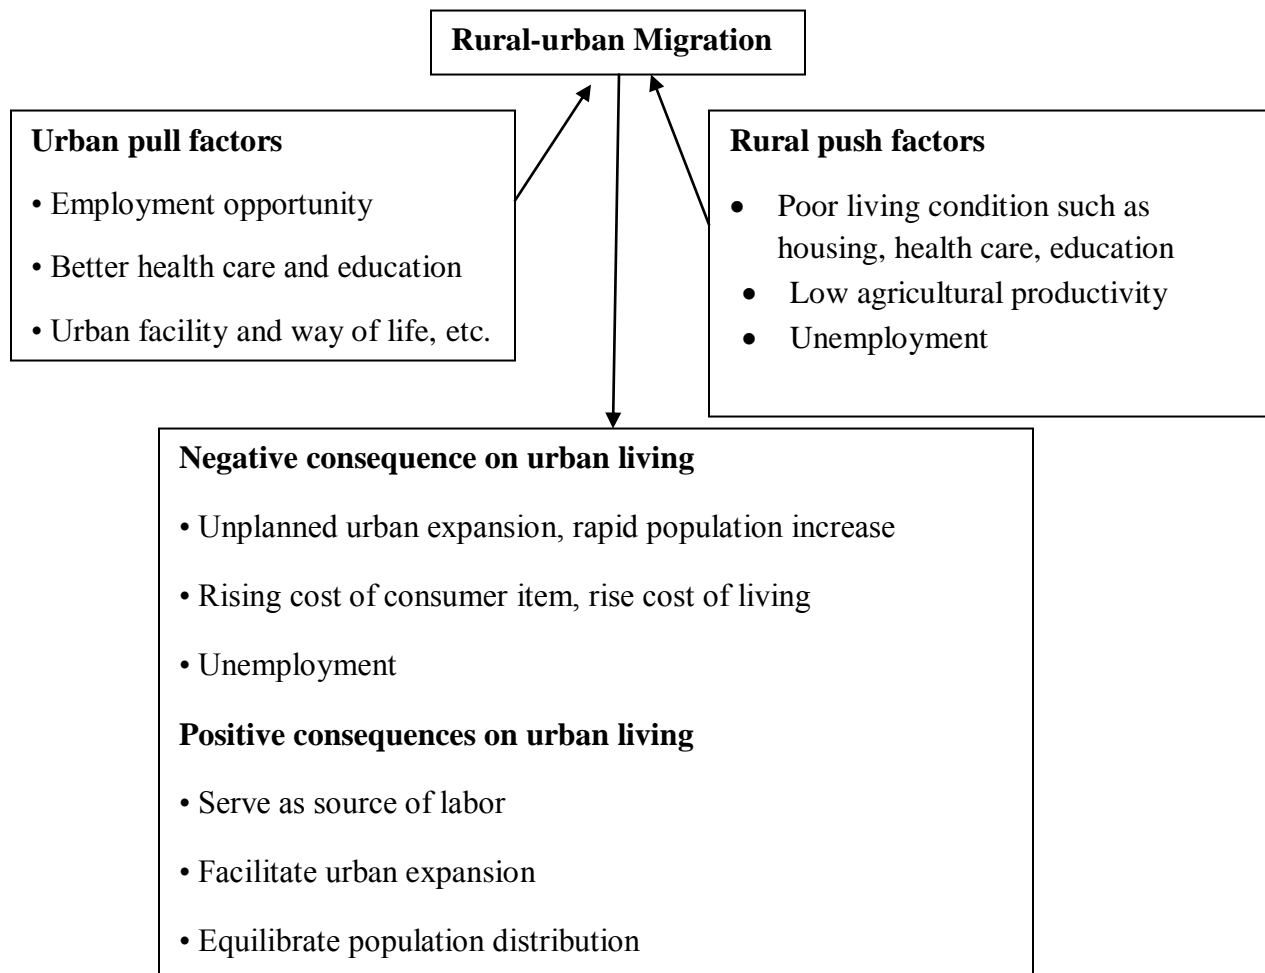 Rural-urban Migration
Urban pull factors
• Employment opportunity
• Better health care and education
• Urban facility and way of life, etc.
Rural push factors
• Poor living condition such as
housing, health care, education
• Low agricultural productivity
• Unemployment
Negative consequence on urban living
• Unplanned urban expansion, rapid population increase
• Rising cost of consumer item, rise cost of living
• Unemployment
Positive consequences on urban living
• Serve as source of labor
• Facilitate urban expansion
• Equilibrate population distribution